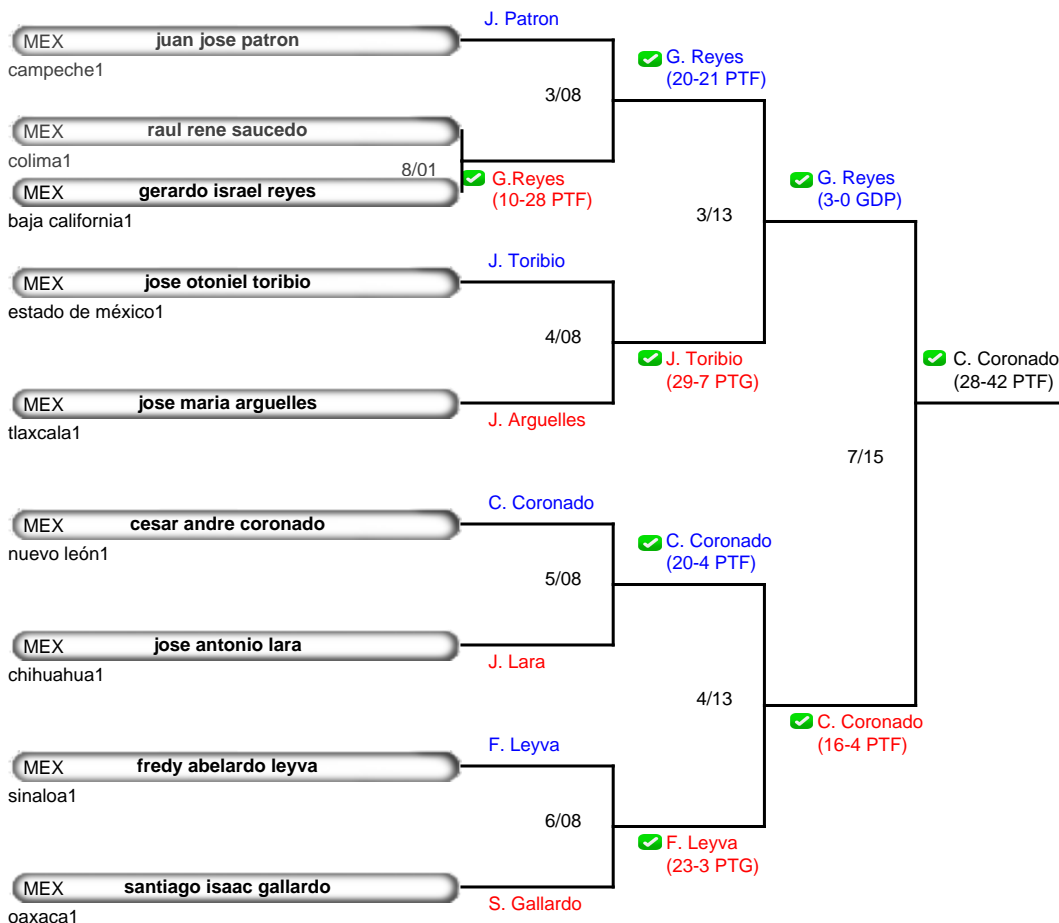 J. Patron
MEX juan jose patron
campeche1
G. Reyes
(20-21 PTF)
3/08
MEX raul rene saucedo
colima1
8/01
G.Reyes
(10-28 PTF)
MEX gerardo israel reyes
baja california1
G. Reyes
(3-0 GDP)
3/13
J. Toribio
MEX jose otoniel toribio
estado de méxico1
4/08
J. Toribio
(29-7 PTG)
C. Coronado
(28-42 PTF)
MEX jose maria arguelles
tlaxcala1
J. Arguelles
7/15
C. Coronado
MEX cesar andre coronado
nuevo león1
C. Coronado
(20-4 PTF)
5/08
MEX jose antonio lara
chihuahua1
J. Lara
4/13
C. Coronado
(16-4 PTF)
F. Leyva
MEX fredy abelardo leyva
sinaloa1
6/08
F. Leyva
(23-3 PTG)
MEX santiago isaac gallardo
oaxaca1
S. Gallardo